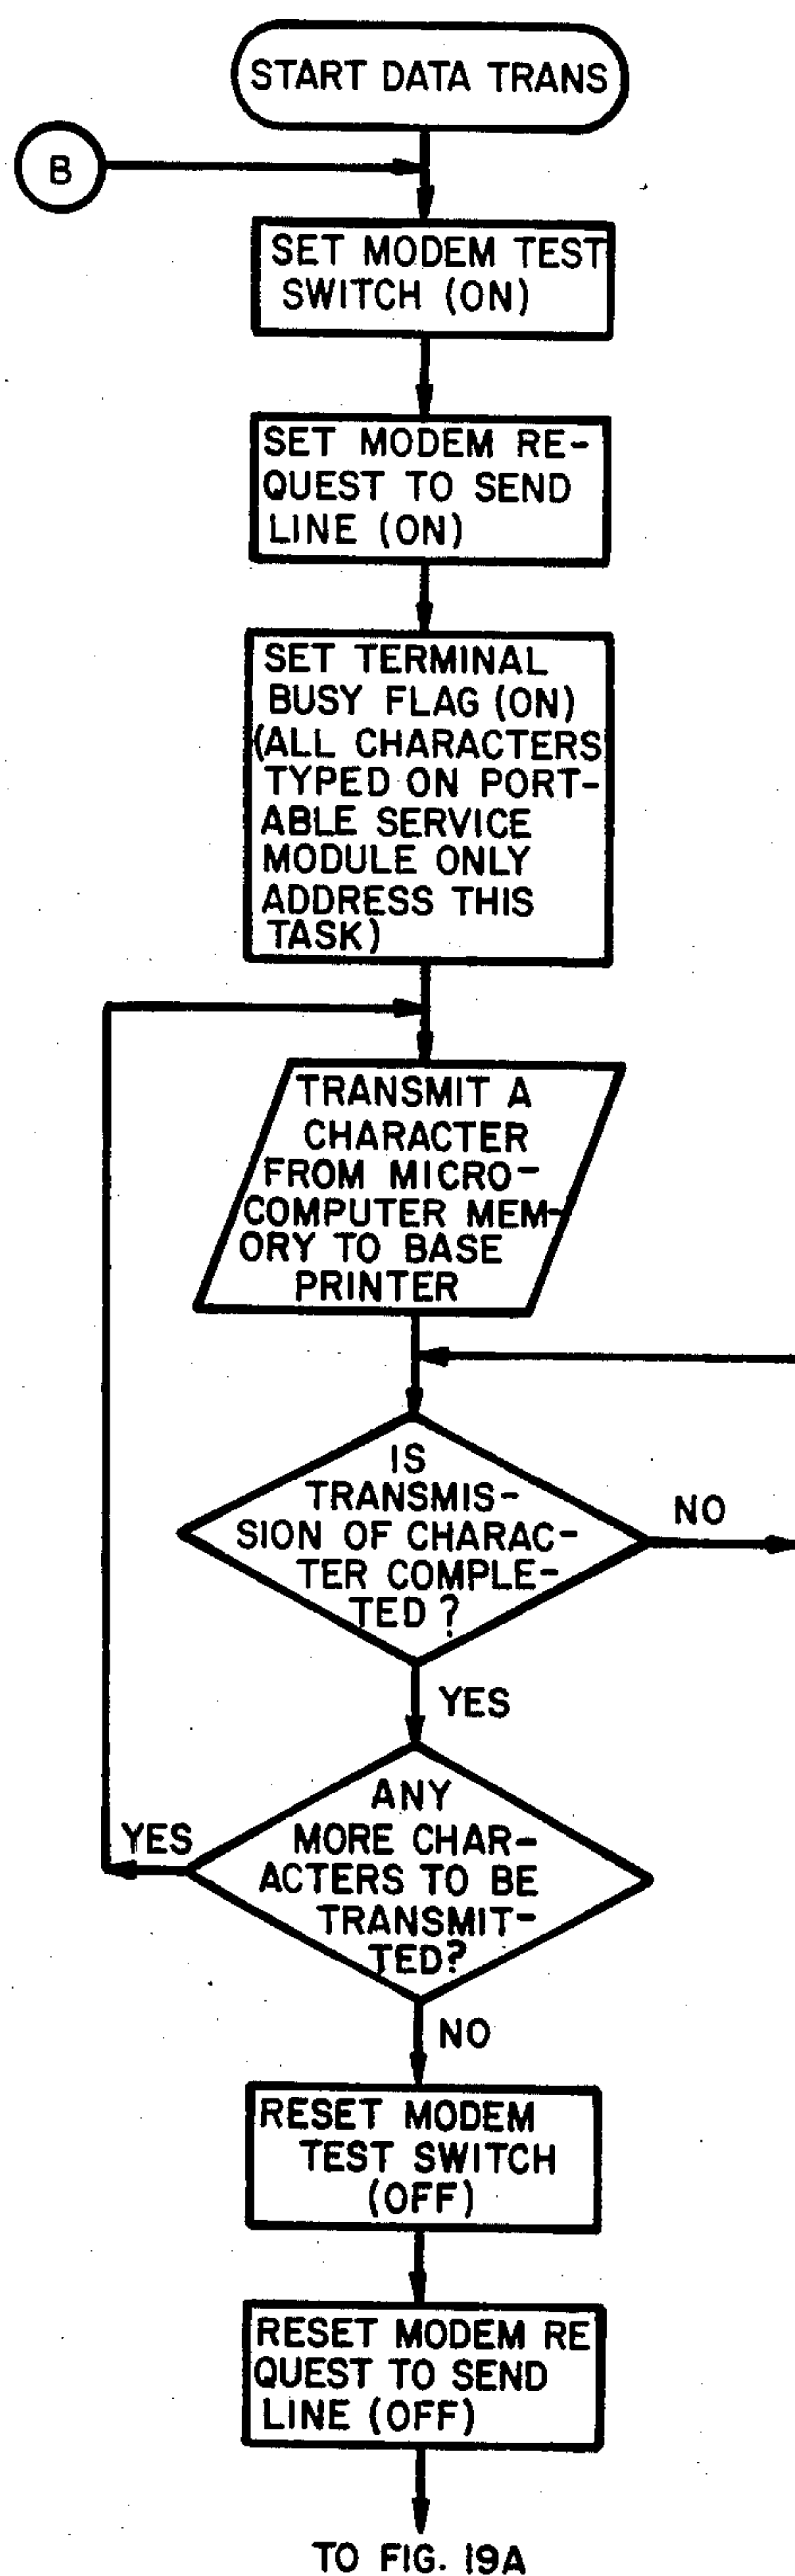 START DATA TRANS
B
SET MODEM TEST
SWITCH (ON)
SET MODEM RE-
QUEST TO SEND
LINE (ON)
SET TERMINAL
BUSY FLAG (ON)
(ALL CHARACTERS
TYPED ON PORT-
ABLE SERVICE
MODULE ONLY
ADDRESS THIS
TASK)
TRANSMIT A
CHARACTER
FROM MICRO-
COMPUTER MEM-
ORY TO BASE
PRINTER
IS
TRANSMIS-
SION OF CHARAC-
TER COMPLE-
TED?
NO
YES
ANY
MORE CHAR-
ACTERS TO BE
TRANSMIT-
TED?
YES
NO
RESET MODEM
TEST SWITCH
(OFF)
RESET MODEM RE
QUEST TO SEND
LINE (OFF)
TO FIG. 19A